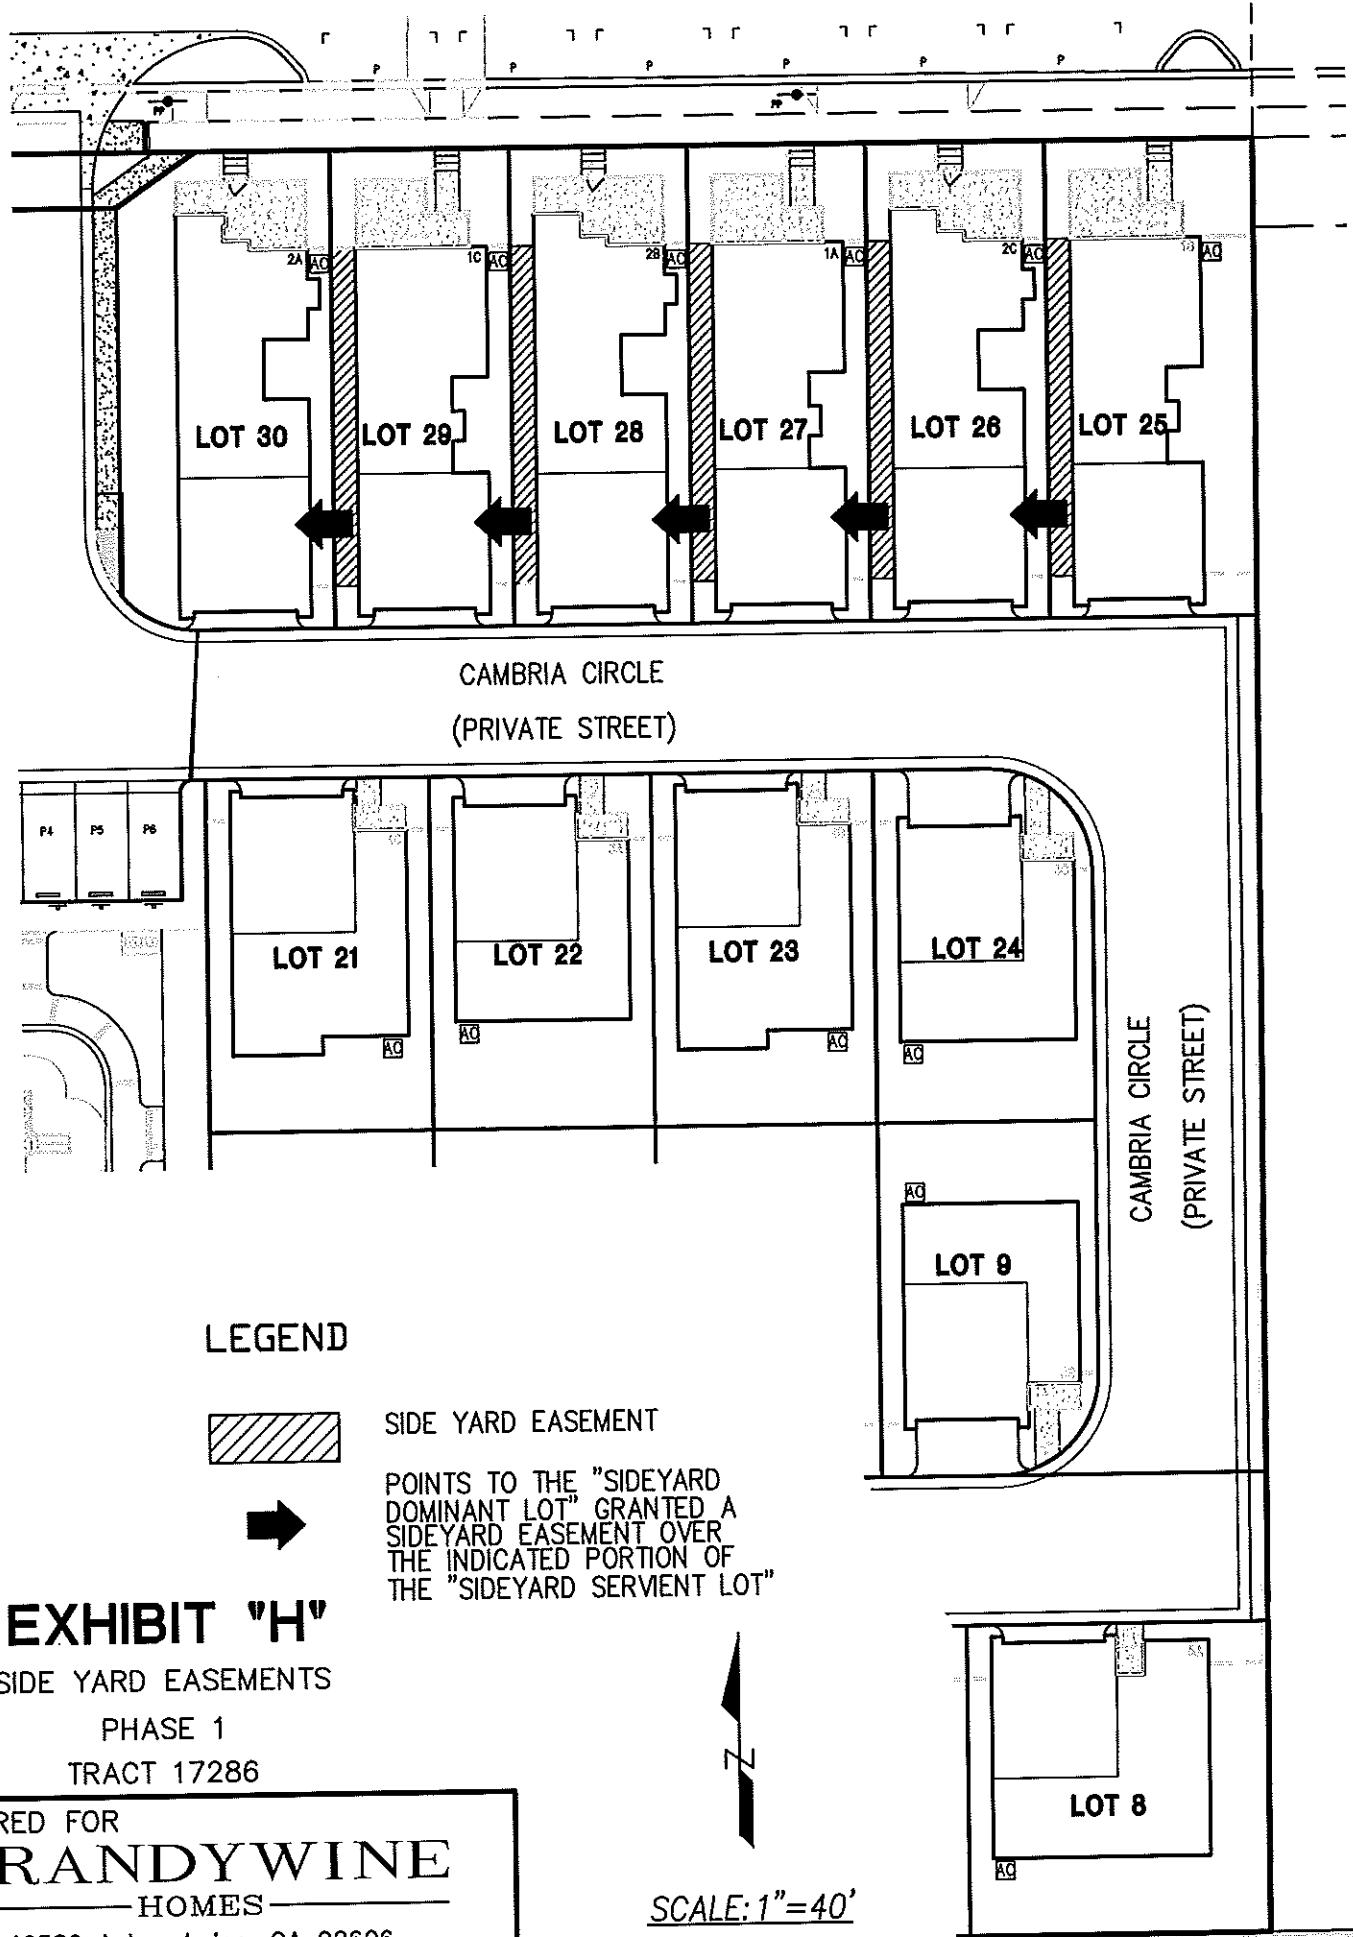 P P P P P P
PP PP
2A AC 1C AC 2B AC 1A AC 2C AC 1B AC
LOT 30 LOT 29 LOT 28 LOT 27 LOT 26 LOT 25
CAMBRIA CIRCLE
(PRIVATE STREET)
P4 P5 P6
LOT 21 LOT 22 LOT 23 LOT 24
AC AC AC AC
CAMBRIA CIRCLE
(PRIVATE STREET)
AC
LOT 9
LEGEND
SIDE YARD EASEMENT
POINTS TO THE "SIDEYARD
DOMINANT LOT" GRANTED A
SIDEYARD EASEMENT OVER
THE INDICATED PORTION OF
THE "SIDEYARD SERVIENT LOT"
EXHIBIT "H"
SIDE YARD EASEMENTS
PHASE 1
TRACT 17286
RED FOR
RANDYWINE
HOMES
N
SCALE: 1"=40'
LOT 8
AC